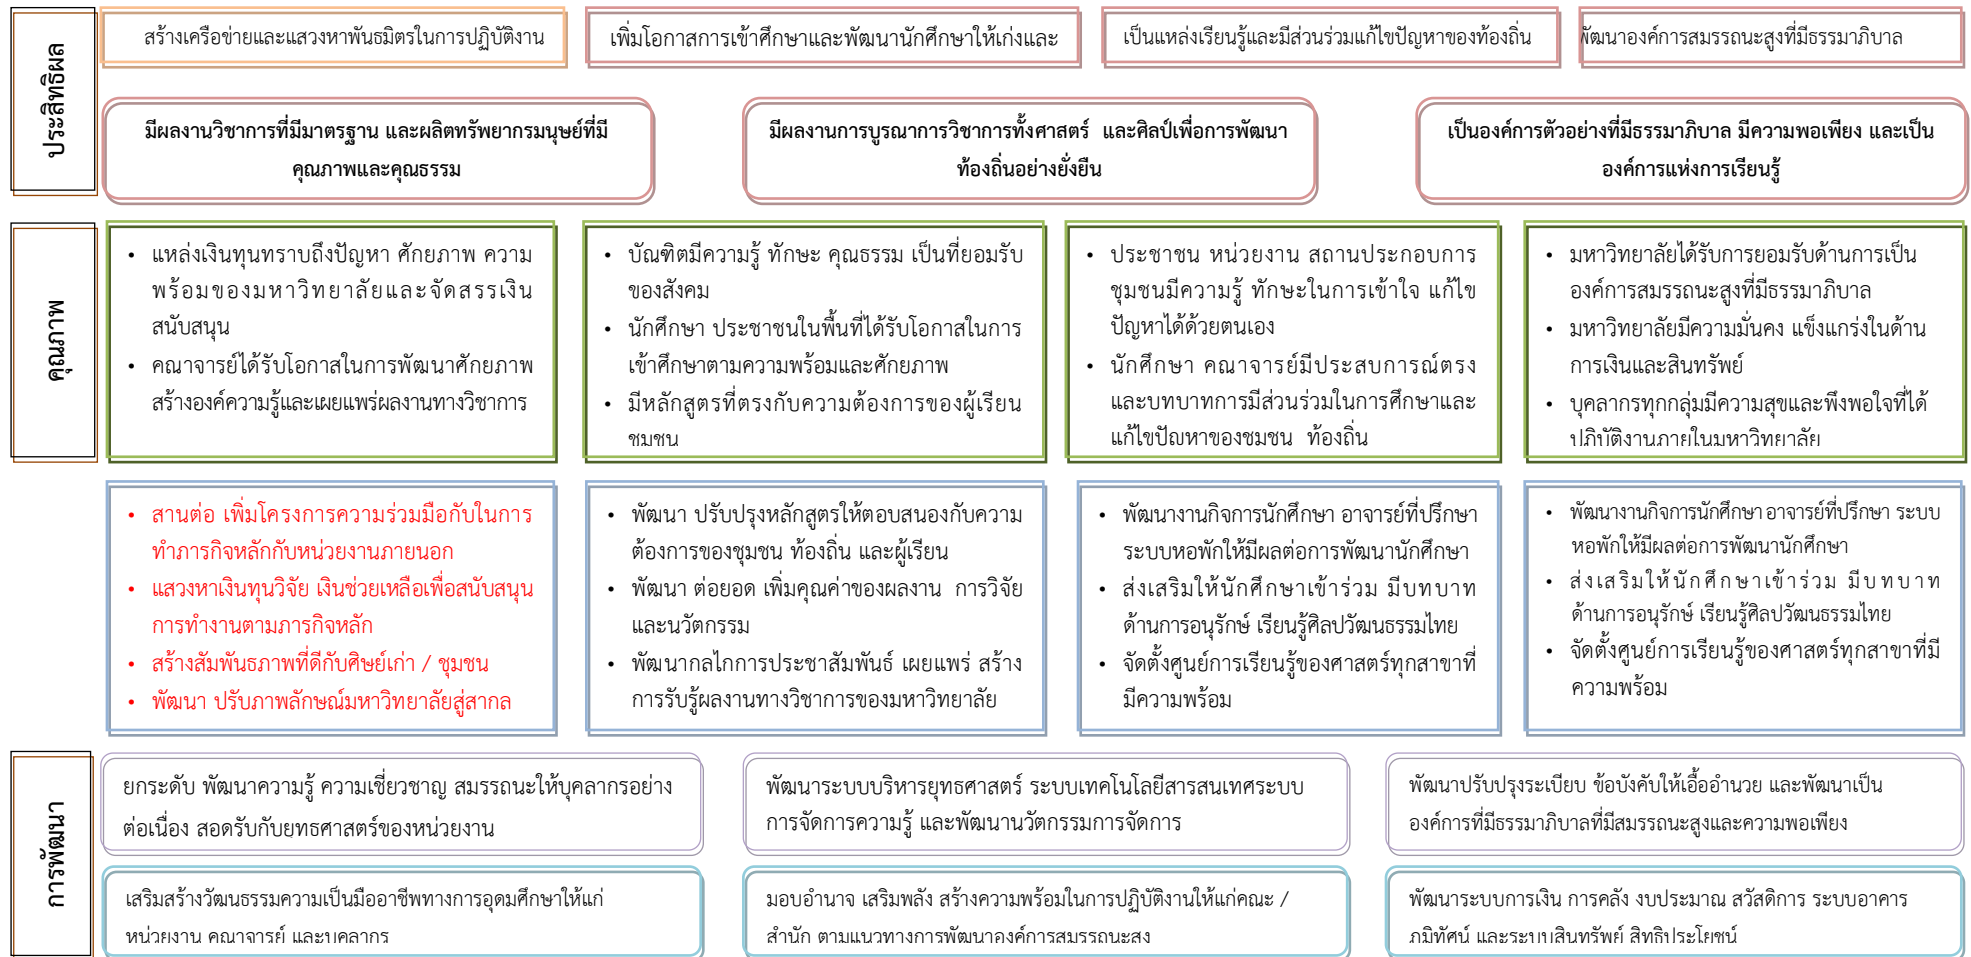 ประสิทธิผล
สร้างเครือข่ายและแสวงหาพันธมิตรในการปฏิบัติงาน
เพิ่มโอกาสการเข้าศึกษาและพัฒนานักศึกษาให้เก่งและ
เป็นแหล่งเรียนรู้และมีส่วนร่วมแก้ไขปัญหาของท้องถิ่น
พัฒนาองค์การสมรรถนะสูงที่มีธรรมาภิบาล
มีผลงานวิชาการที่มีมาตรฐาน และผลิตทรัพยากรมนุษย์ที่มี
คุณภาพและคุณธรรม
มีผลงานการบูรณาการวิชาการทั้งศาสตร์ และศิลป์เพื่อการพัฒนา
ท้องถิ่นอย่างยั่งยืน
เป็นองค์การตัวอย่างที่มีธรรมาภิบาล มีความพอเพียง และเป็น
องค์การแห่งการเรียนรู้
คุณภาพ
• แหล่งเงินทุนทราบถึงปัญหา ศักยภาพ ความ
พร้อมของมหาวิทยาลัยและจัดสรรเงิน
สนับสนุน
• คณาจารย์ได้รับโอกาสในการพัฒนาศักยภาพ
สร้างองค์ความรู้และเผยแพร่ผลงานทางวิชาการ
• บัณฑิตมีความรู้ ทักษะ คุณธรรม เป็นที่ยอมรับ
ของสังคม
• นักศึกษา ประชาชนในพื้นที่ได้รับโอกาสในการ
เข้าศึกษาตามความพร้อมและศักยภาพ
• มีหลักสูตรที่ตรงกับความต้องการของผู้เรียน
ชุมชน
• ประชาชน หน่วยงาน สถานประกอบการ
ชุมชนมีความรู้ ทักษะในการเข้าใจ แก้ไข
ปัญหาได้ด้วยตนเอง
• นักศึกษา คณาจารย์มีประสบการณ์ตรง
และบทบาทการมีส่วนร่วมในการศึกษาและ
แก้ไขปัญหาของชุมชน ท้องถิ่น
• มหาวิทยาลัยได้รับการยอมรับด้านการเป็น
องค์การสมรรถนะสูงที่มีธรรมาภิบาล
• มหาวิทยาลัยมีความมั่นคง แข็งแกร่งในด้าน
การเงินและสินทรัพย์
• บุคลากรทุกกลุ่มมีความสุขและพึงพอใจที่ได้
ปฏิบัติงานภายในมหาวิทยาลัย
• สานต่อ เพิ่มโครงการความร่วมมือกับในการ
ทำภารกิจหลักกับหน่วยงานภายนอก
• แสวงหาเงินทุนวิจัย เงินช่วยเหลือเพื่อสนับสนุน
การทำงานตามภารกิจหลัก
• สร้างสัมพันธภาพที่ดีกับศิษย์เก่า / ชุมชน
• พัฒนา ปรับภาพลักษณ์มหาวิทยาลัยสู่สากล
• พัฒนา ปรับปรุงหลักสูตรให้ตอบสนองกับความ
ต้องการของชุมชน ท้องถิ่น และผู้เรียน
• พัฒนา ต่อยอด เพิ่มคุณค่าของผลงาน การวิจัย
และนวัตกรรม
• พัฒนากลไกการประชาสัมพันธ์ เผยแพร่ สร้าง
การรับรู้ผลงานทางวิชาการของมหาวิทยาลัย
• พัฒนางานกิจการนักศึกษา อาจารย์ที่ปรึกษา
ระบบหอพักให้มีผลต่อการพัฒนานักศึกษา
• ส่งเสริมให้นักศึกษาเข้าร่วม มีบทบาท
ด้านการอนุรักษ์ เรียนรู้ศิลปวัฒนธรรมไทย
• จัดตั้งศูนย์การเรียนรู้ของศาสตร์ทุกสาขาที่
มีความพร้อม
• พัฒนางานกิจการนักศึกษา อาจารย์ที่ปรึกษา ระบบ
หอพักให้มีผลต่อการพัฒนานักศึกษา
• ส่งเสริมให้นักศึกษาเข้าร่วม มีบทบาท
ด้านการอนุรักษ์ เรียนรู้ศิลปวัฒนธรรมไทย
• จัดตั้งศูนย์การเรียนรู้ของศาสตร์ทุกสาขาที่มี
ความพร้อม
การพัฒนา
ยกระดับ พัฒนาความรู้ ความเชี่ยวชาญ สมรรถนะให้บุคลากรอย่าง
ต่อเนื่อง สอดรับกับยุทธศาสตร์ของหน่วยงาน
พัฒนาระบบบริหารยุทธศาสตร์ ระบบเทคโนโลยีสารสนเทศระบบ
การจัดการความรู้ และพัฒนานวัตกรรมการจัดการ
พัฒนาปรับปรุงระเบียบ ข้อบังคับให้เอื้ออำนวย และพัฒนาเป็น
องค์การที่มีธรรมาภิบาลที่มีสมรรถนะสูงและความพอเพียง
เสริมสร้างวัฒนธรรมความเป็นมืออาชีพทางการอุดมศึกษาให้แก่
หน่วยงาน คณาจารย์ และบุคลากร
มอบอำนาจ เสริมพลัง สร้างความพร้อมในการปฏิบัติงานให้แก่คณะ /
สำนัก ตามแนวทางการพัฒนาองค์การสมรรถนะสูง
พัฒนาระบบการเงิน การคลัง งบประมาณ สวัสดิการ ระบบอาคาร
ภูมิทัศน์ และระบบสินทรัพย์ สิทธิประโยชน์